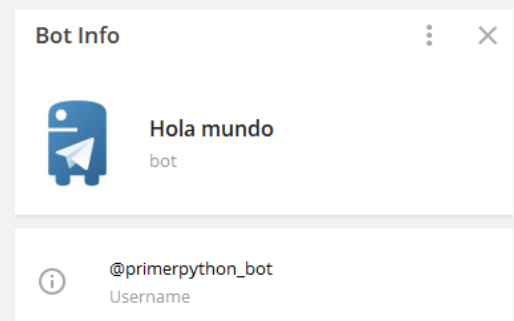 Bot Info
Hola mundo
bot
@primerpython_bot
Username